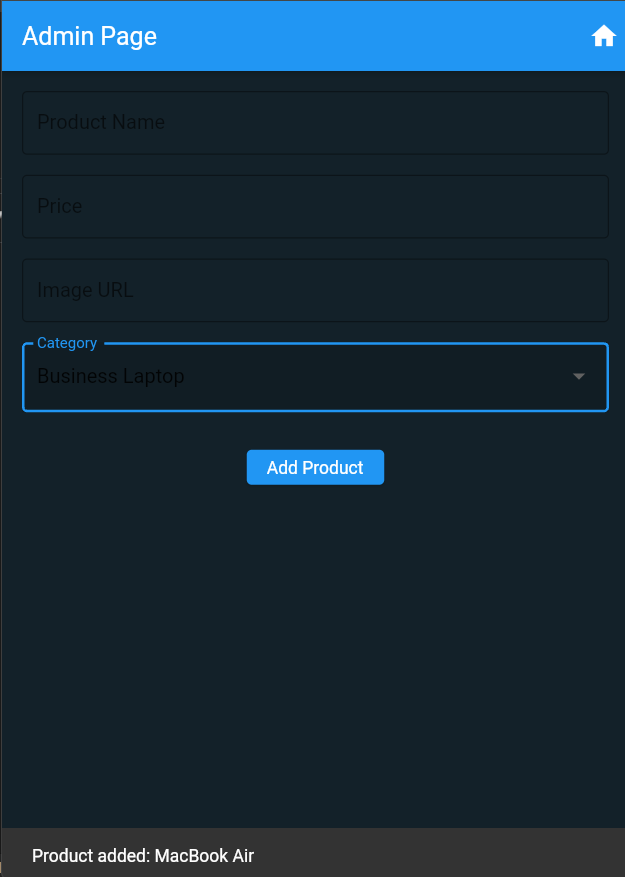 Admin Page
Product Name
Price
Image URL
Category
Business Laptop
Add Product
Product added: MacBook Air